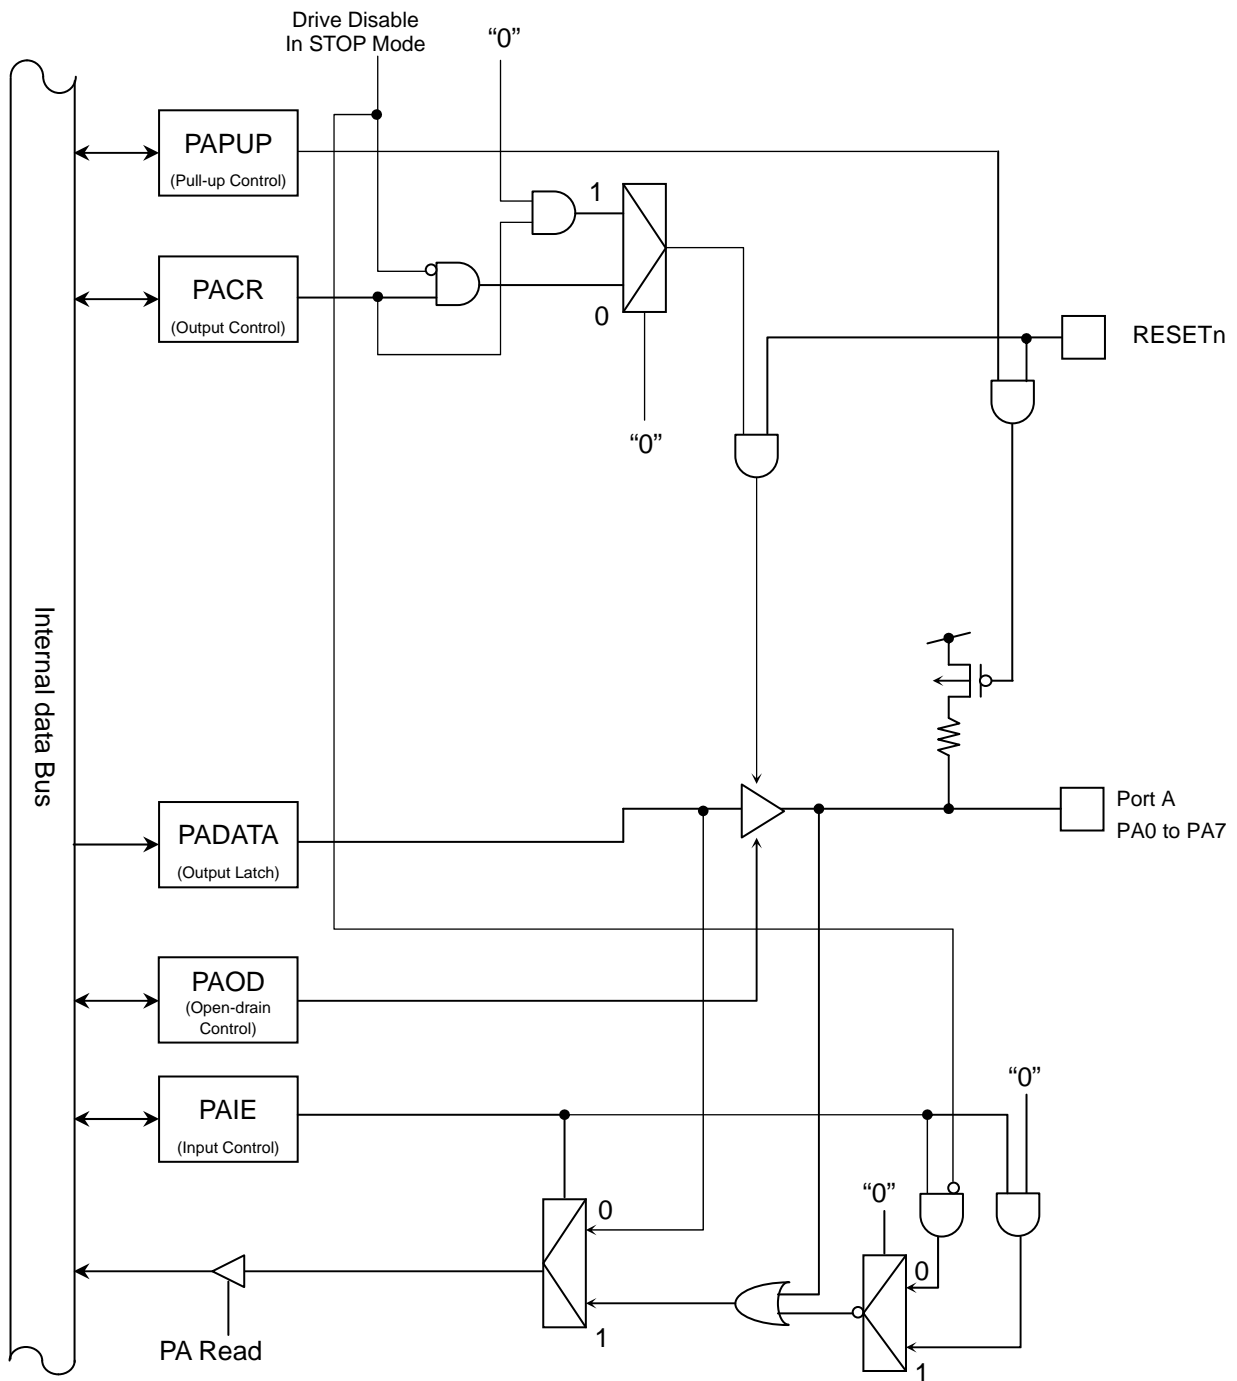 Drive Disable
In STOP Mode
“0”
PAPUP
(Pull-up Control)
1
PACR
(Output Control)
0
RESETn
“0”
Internal data Bus
PADATA
(Output Latch)
Port A
PA0 to PA7
PAOD
(Open-drain
Control)
“0”
PAIE
(Input Control)
“0”
0
0
1
PA Read
1